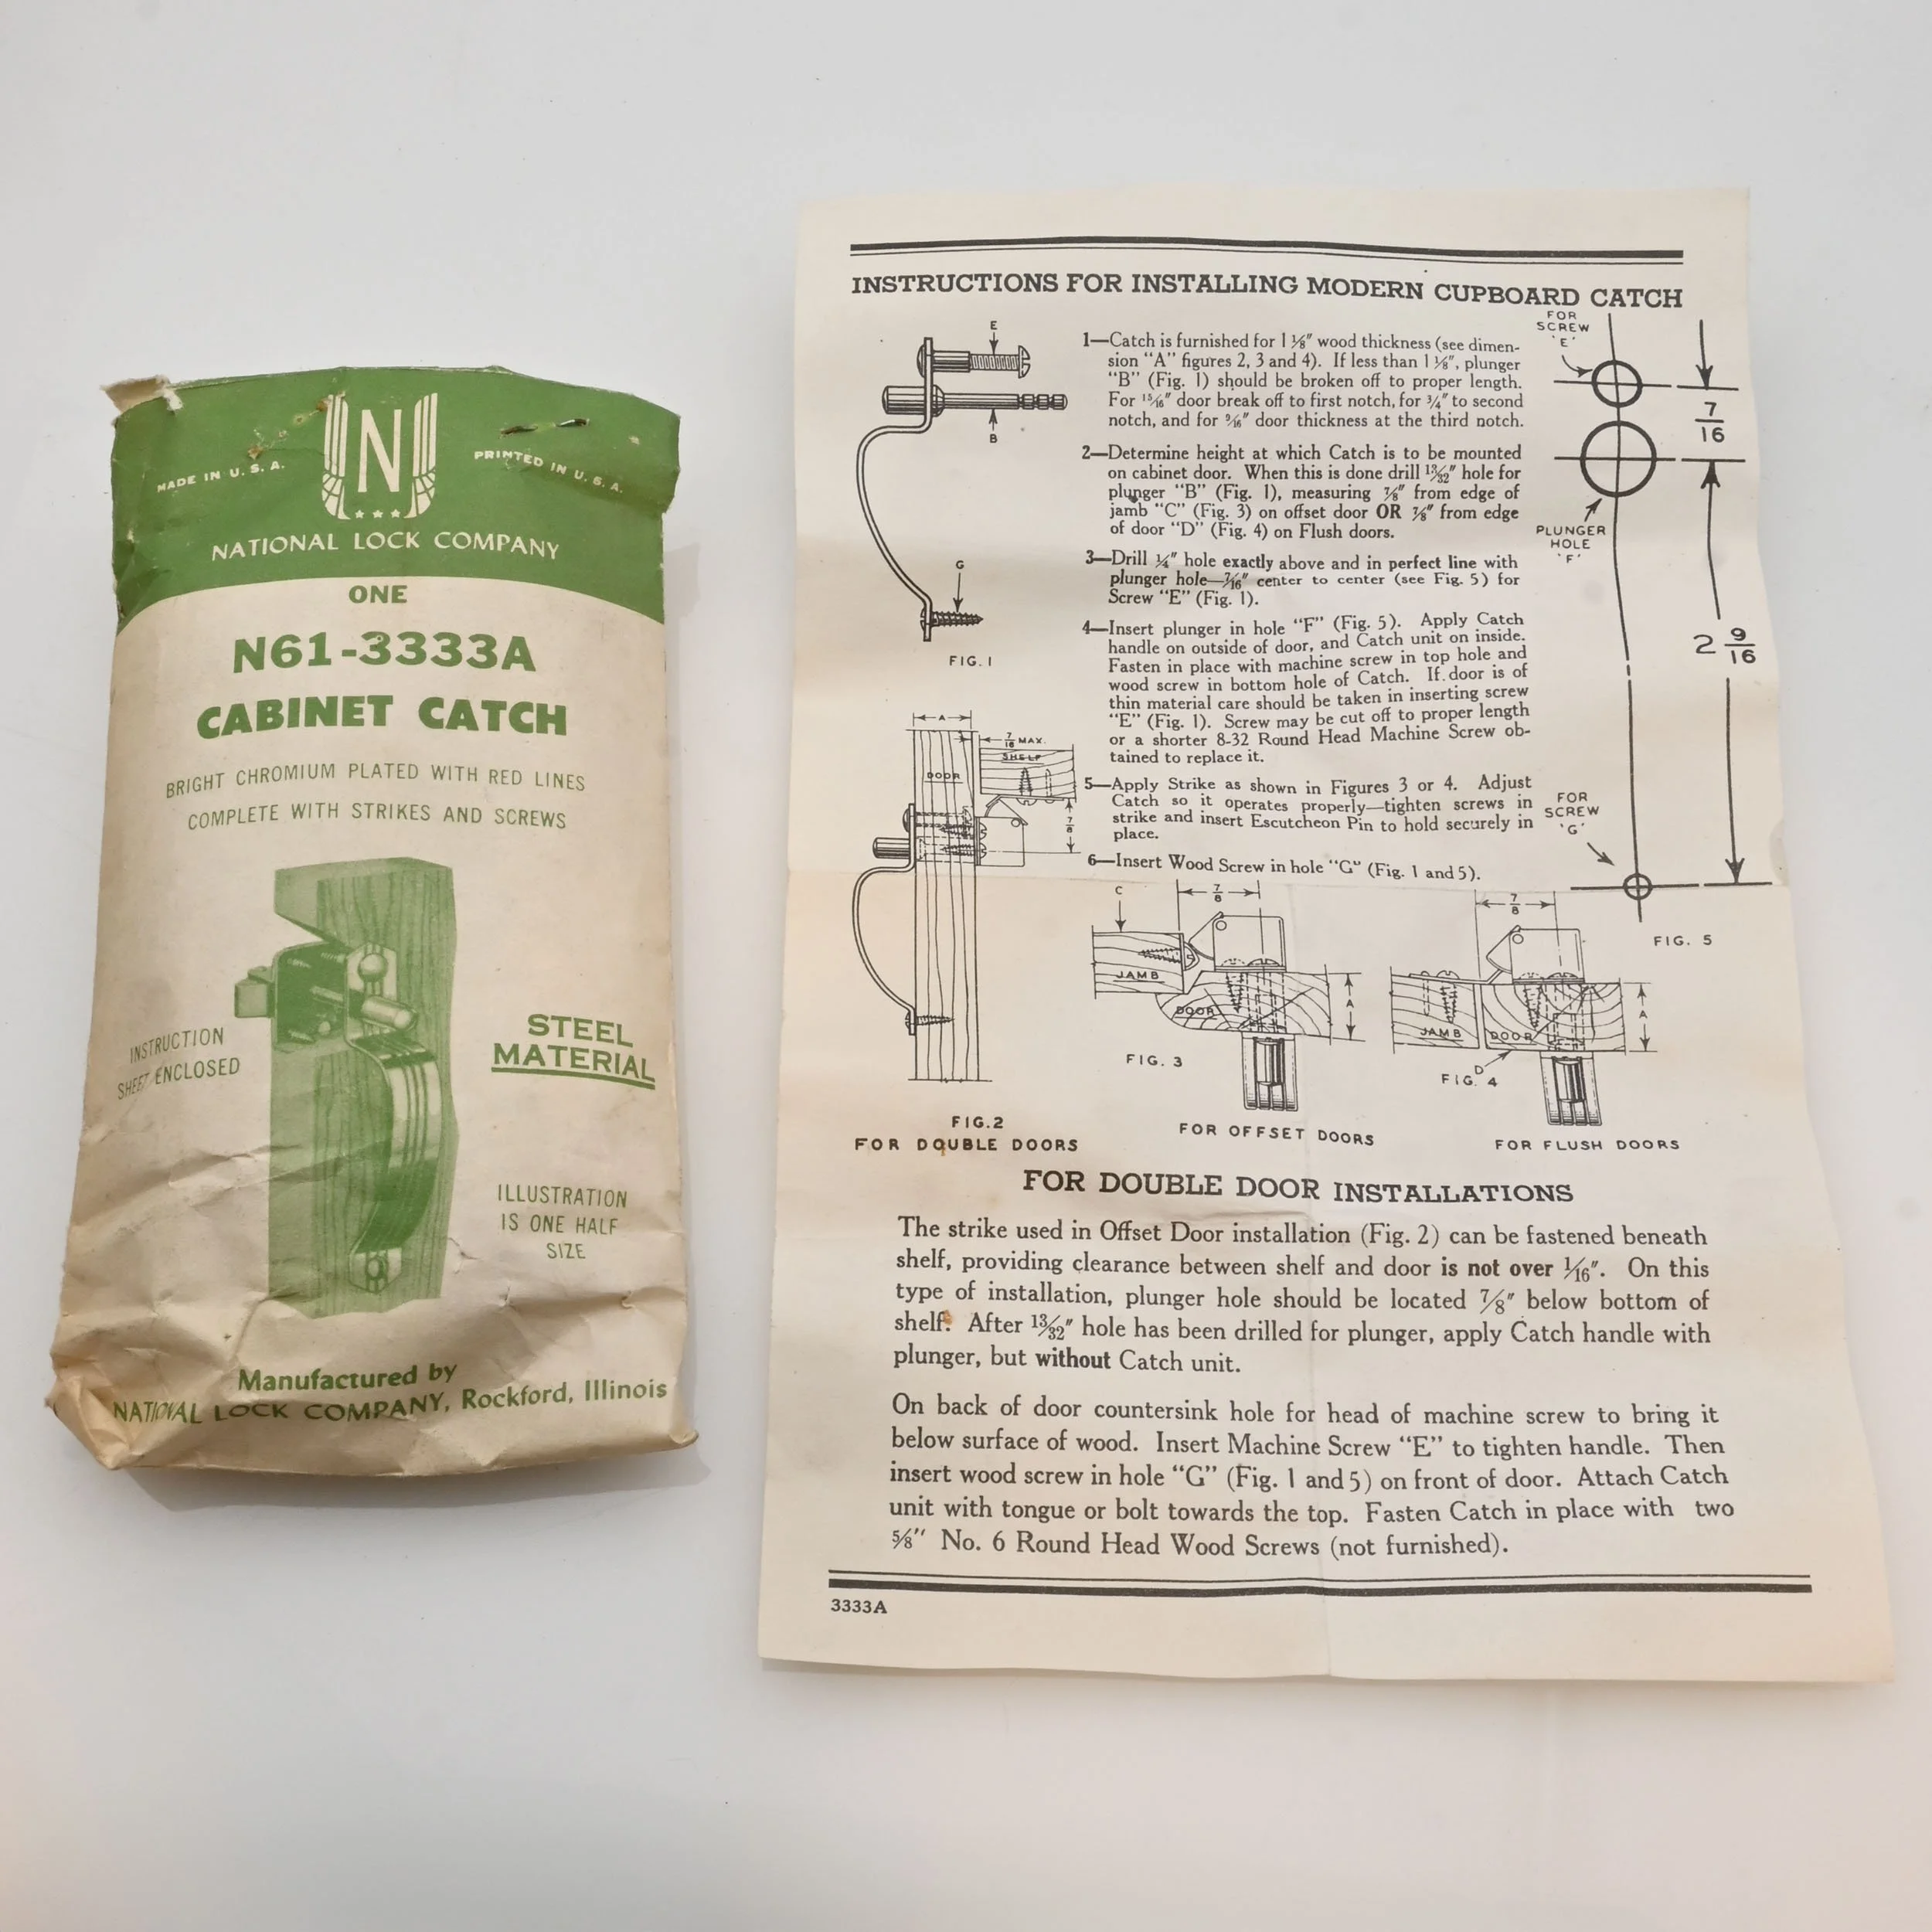 MADE IN U. S. A.
N
PRINTED IN U. S. A.
NATIONAL LOCK COMPANY
ONE
N61-3333A
CABINET CATCH
BRIGHT CHROMIUM PLATED WITH RED LINES
COMPLETE WITH STRIKES AND SCREWS
INSTRUCTION
SHEET ENCLOSED
STEEL
MATERIAL
ILLUSTRATION
IS ONE HALF
SIZE
Manufactured by
NATIONAL LOCK COMPANY, Rockford, Illinois
INSTRUCTIONS FOR INSTALLING MODERN CUPBOARD CATCH
E
B
G
FIG. 1
1—Catch is furnished for 1 1/8" wood thickness (see dimen-
sion "A" figures 2, 3 and 4). If less than 1 1/8", plunger
"B" (Fig. 1) should be broken off to proper length.
For 15/16" door break off to first notch, for 3/4" to second
notch, and for 9/16" door thickness at the third notch.
2—Determine height at which Catch is to be mounted
on cabinet door. When this is done drill 13/32" hole for
plunger "B" (Fig. 1), measuring 7/8" from edge of
jamb "C" (Fig. 3) on offset door OR 7/8" from edge
of door "D" (Fig. 4) on Flush doors.
3—Drill 1/4" hole exactly above and in perfect line with
plunger hole—7/16" center to center (see Fig. 5) for
Screw "E" (Fig. 1).
4—Insert plunger in hole "F" (Fig. 5). Apply Catch
handle on outside of door, and Catch unit on inside.
Fasten in place with machine screw in top hole and
wood screw in bottom hole of Catch. If door is of
thin material care should be taken in inserting screw
"E" (Fig. 1). Screw may be cut off to proper length
or a shorter 8-32 Round Head Machine Screw ob-
tained to replace it.
5—Apply Strike as shown in Figures 3 or 4. Adjust
Catch so it operates properly—tighten screws in
strike and insert Escutcheon Pin to hold securely in
place.
6—Insert Wood Screw in hole "G" (Fig. 1 and 5).
FOR
SCREW
'E'
7/16
PLUNGER
HOLE
'F'
2 9/16
FOR
SCREW
'G'
FIG. 5
A
7/16 MAX.
SHELF
DOOR
7/8
FIG. 2
FOR DOUBLE DOORS
C
7/8
JAMB
DOOR
A
FIG. 3
FOR OFFSET DOORS
7/8
JAMB
DOOR
A
D
FIG. 4
FOR FLUSH DOORS
FOR DOUBLE DOOR INSTALLATIONS
The strike used in Offset Door installation (Fig. 2) can be fastened beneath
shelf, providing clearance between shelf and door is not over 1/16". On this
type of installation, plunger hole should be located 7/8" below bottom of
shelf. After 13/32" hole has been drilled for plunger, apply Catch handle with
plunger, but without Catch unit.
On back of door countersink hole for head of machine screw to bring it
below surface of wood. Insert Machine Screw "E" to tighten handle. Then
insert wood screw in hole "G" (Fig. 1 and 5) on front of door. Attach Catch
unit with tongue or bolt towards the top. Fasten Catch in place with two
5/8" No. 6 Round Head Wood Screws (not furnished).
3333A